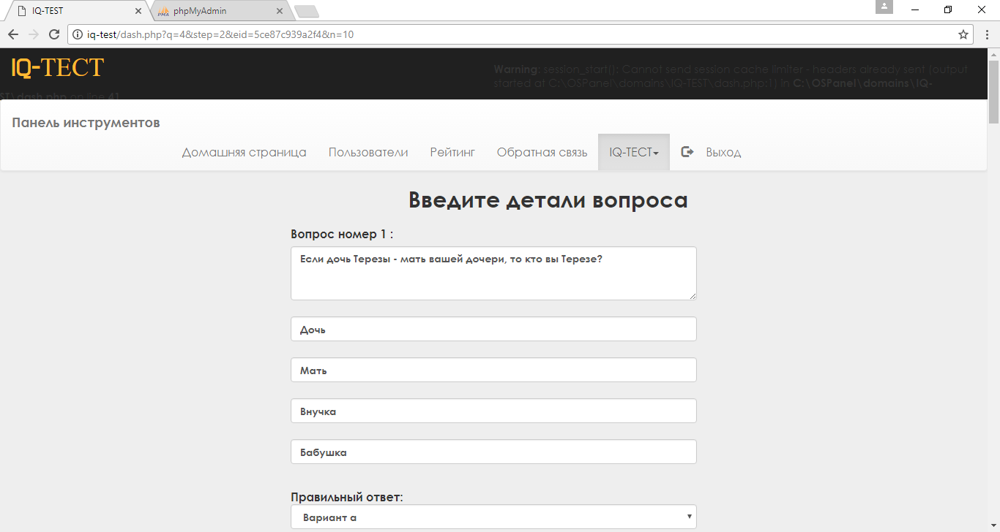 IQ-TEST
phpMyAdmin
iq-test/dash.php?q=4&step=2&eid=5ce87c939a2f4&n=10
IQ-ТЕСТ
Warning: session_start(): Cannot send session cache limiter - headers already sent (output
started at C:\OSPanel\domains\IQ-TEST\dash.php:1) in C:\OSPanel\domains\IQ-
ST\dash.php on line 41
Панель инструментов
Домашняя страница Пользователи Рейтинг Обратная связь IQ-ТЕСТ Выход
Введите детали вопроса
Вопрос номер 1 :
Если дочь Терезы - мать вашей дочери, то кто вы Терезе?
Дочь
Мать
Внучка
Бабушка
Правильный ответ:
Вариант а